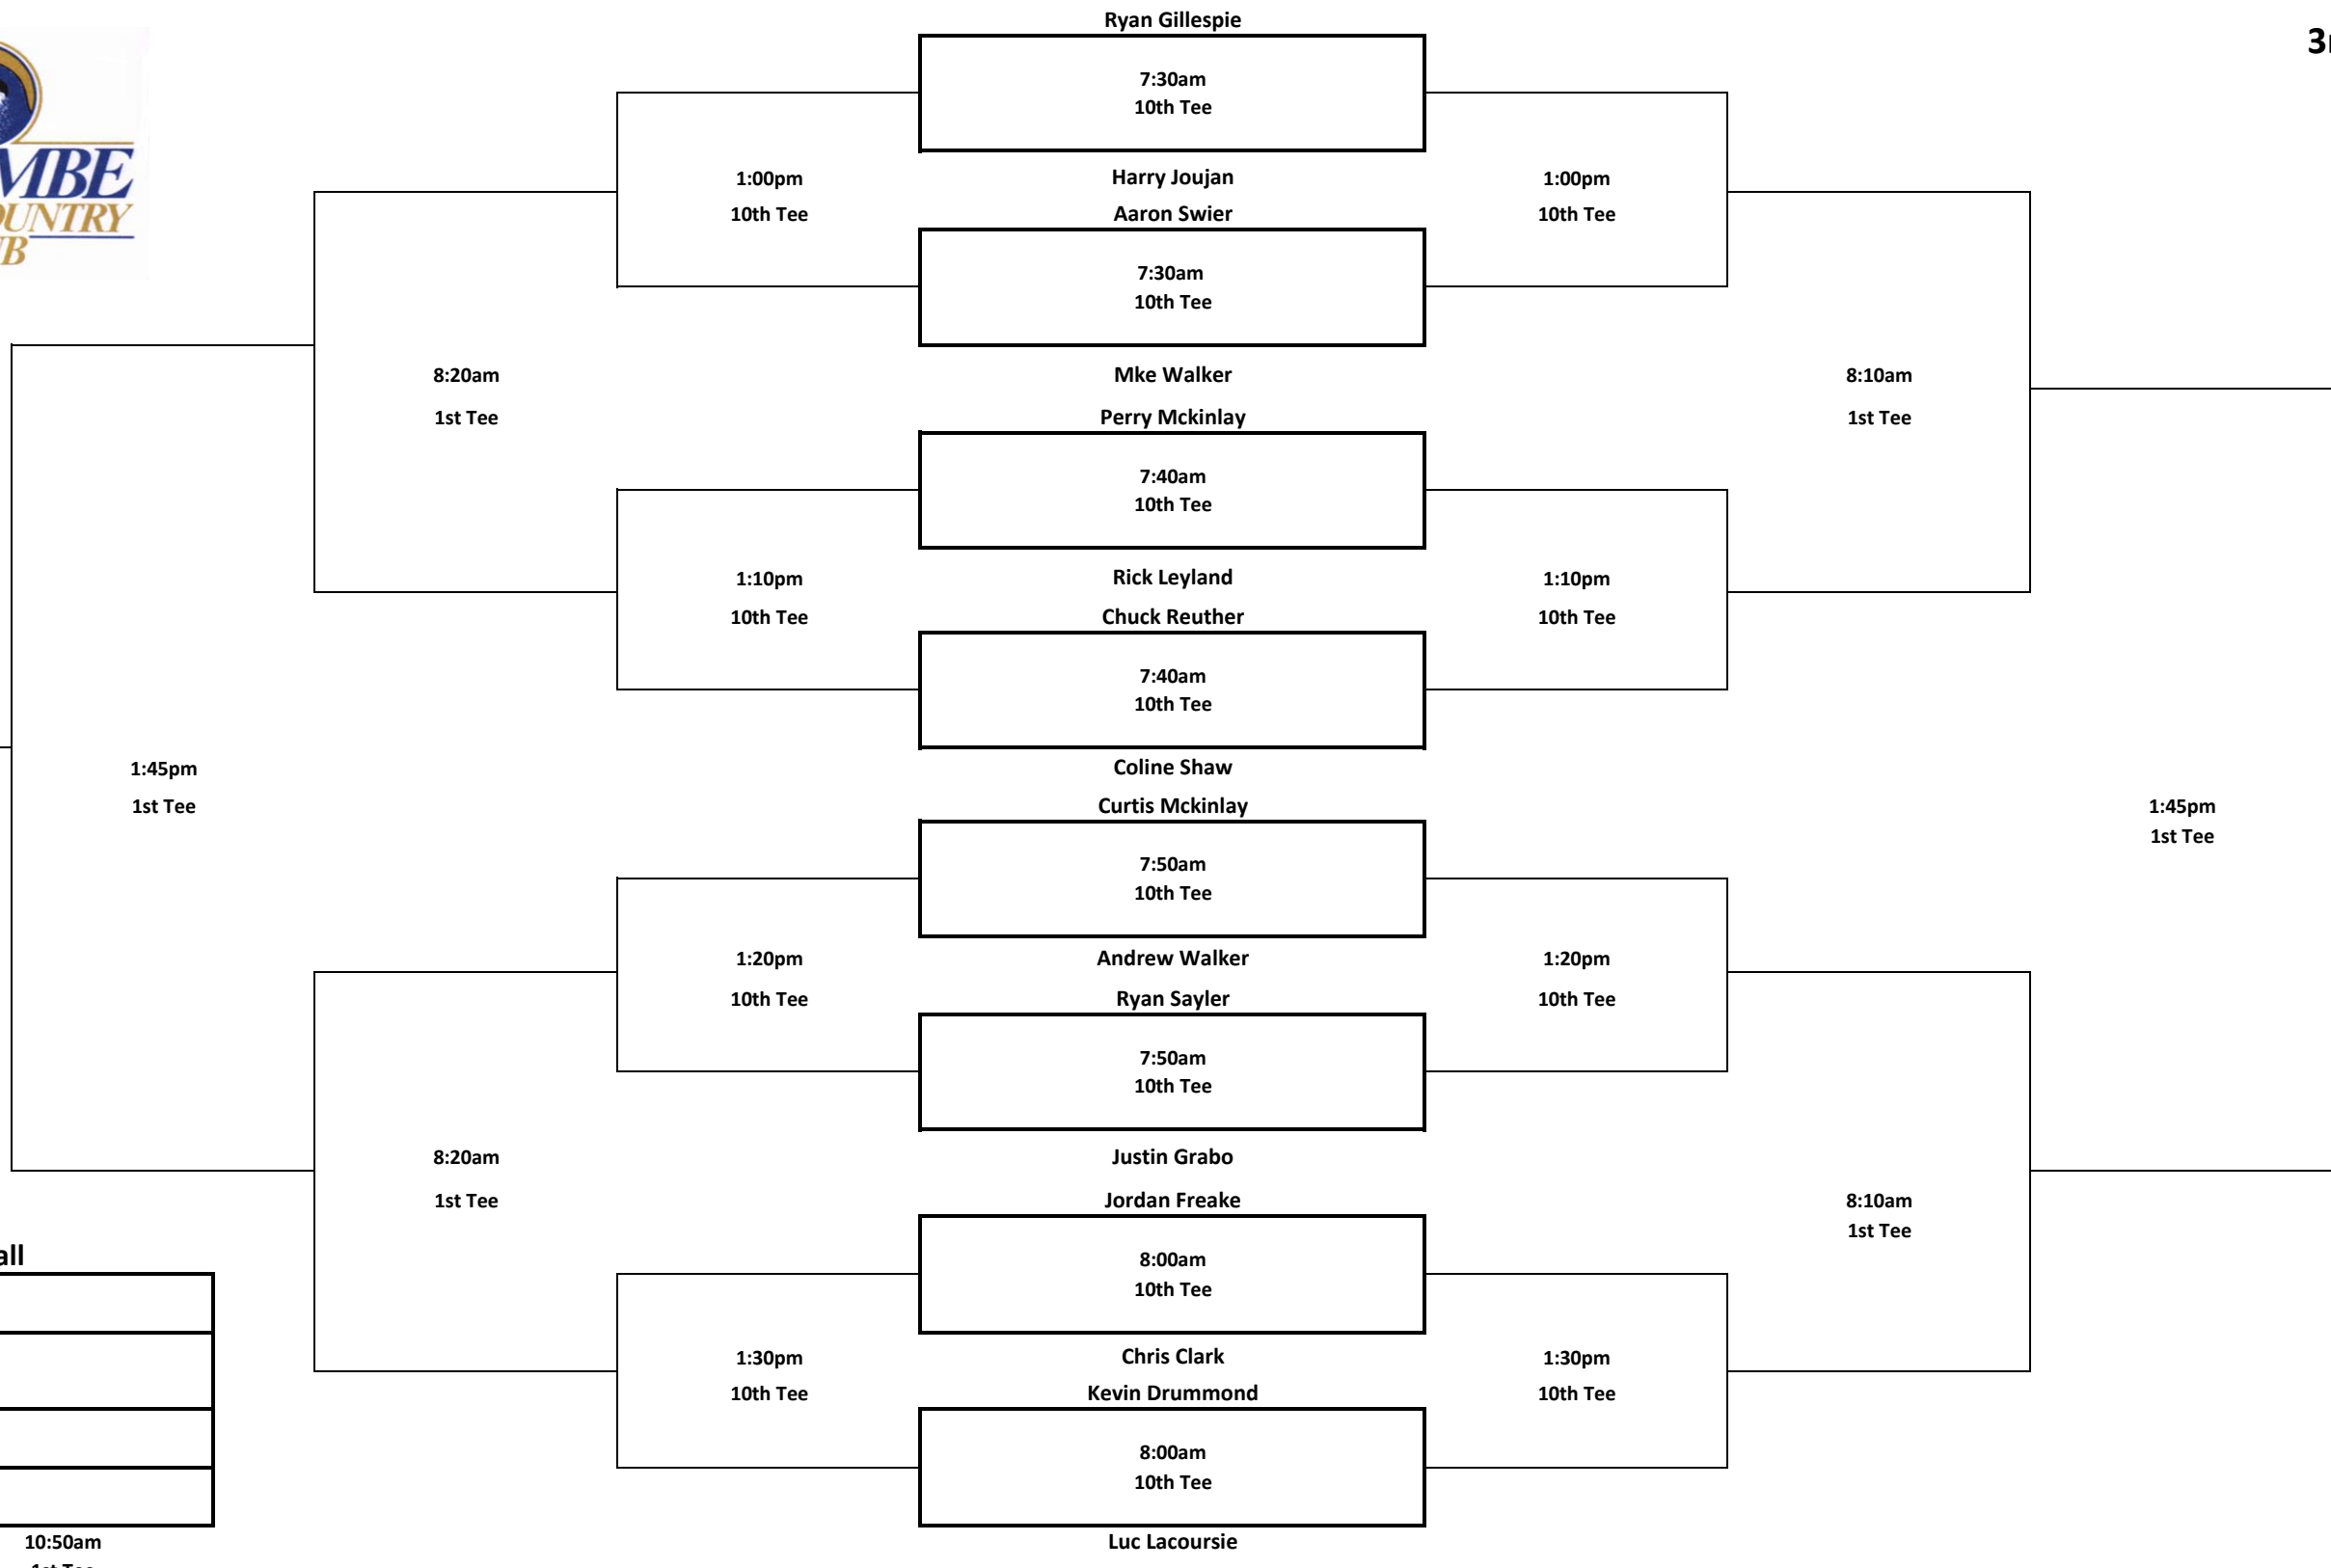 Ryan Gillespie
7:30am
10th Tee
1:00pm
10th Tee
Harry Joujan
Aaron Swier
1:00pm
10th Tee
7:30am
10th Tee
8:20am
1st Tee
Mke Walker
Perry Mckinlay
8:10am
1st Tee
7:40am
10th Tee
1:10pm
10th Tee
Rick Leyland
Chuck Reuther
1:10pm
10th Tee
7:40am
10th Tee
1:45pm
1st Tee
Coline Shaw
Curtis Mckinlay
1:45pm
1st Tee
7:50am
10th Tee
1:20pm
10th Tee
Andrew Walker
Ryan Sayler
1:20pm
10th Tee
7:50am
10th Tee
8:20am
1st Tee
Justin Grabo
Jordan Freake
8:10am
1st Tee
8:00am
10th Tee
1:30pm
10th Tee
Chris Clark
Kevin Drummond
1:30pm
10th Tee
8:00am
10th Tee
10:50am
1st Tee
Luc Lacoursie